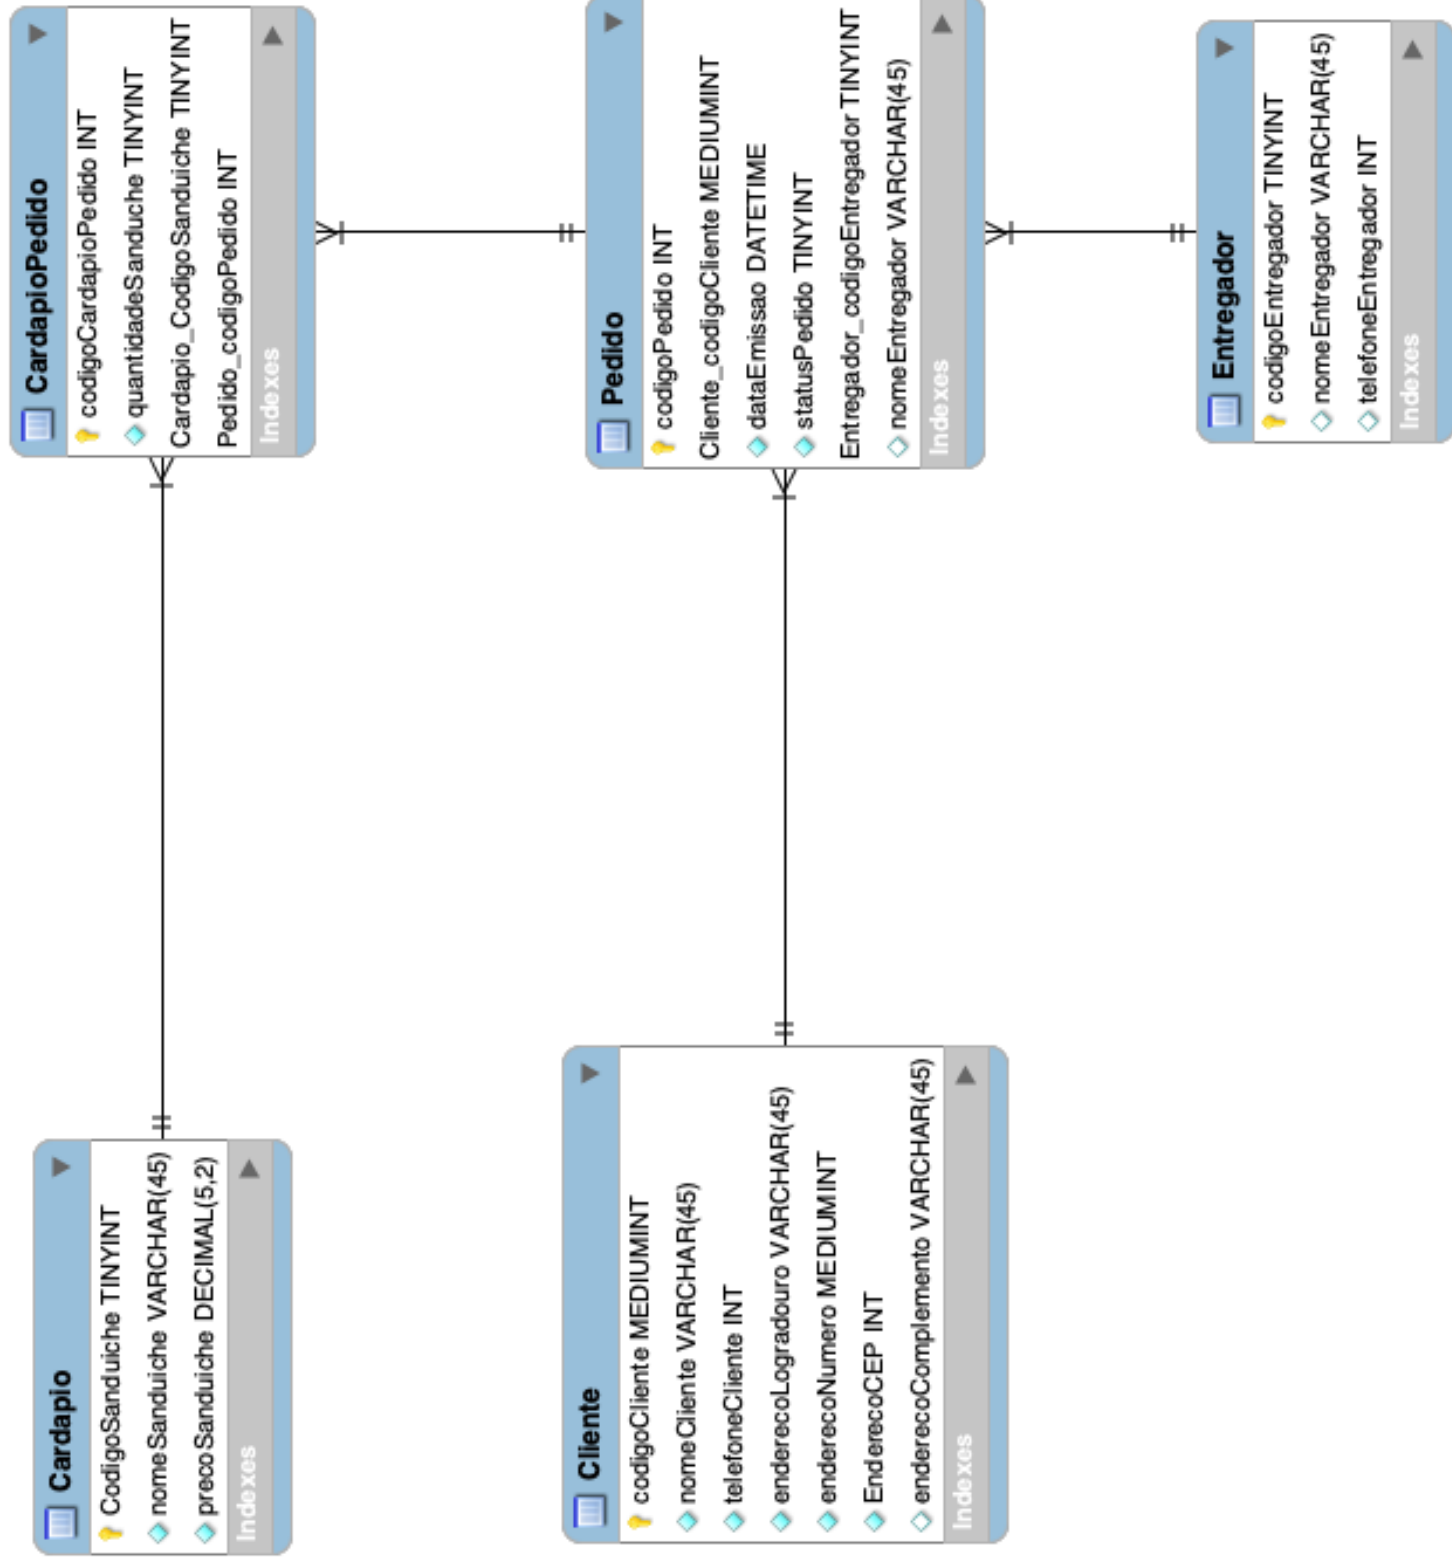 Cardapio
CodigoSanduiche TINYINT
nomeSanduiche VARCHAR(45)
precoSanduiche DECIMAL(5,2)
Indexes
CardapioPedido
codigoCardapioPedido INT
quantidadeSanduche TINYINT
Cardapio_CodigoSanduiche TINYINT
Pedido_codigoPedido INT
Indexes
Cliente
codigoCliente MEDIUMINT
nomeCliente VARCHAR(45)
telefoneCliente INT
enderecoLogradouro VARCHAR(45)
enderecoNumero MEDIUMINT
EnderecoCEP INT
enderecoComplemento VARCHAR(45)
Indexes
Pedido
codigoPedido INT
Cliente_codigoCliente MEDIUMINT
dataEmissao DATETIME
statusPedido TINYINT
Entregador_codigoEntregador TINYINT
nomeEntregador VARCHAR(45)
Indexes
Entregador
codigoEntregador TINYINT
nomeEntregador VARCHAR(45)
telefoneEntregador INT
Indexes